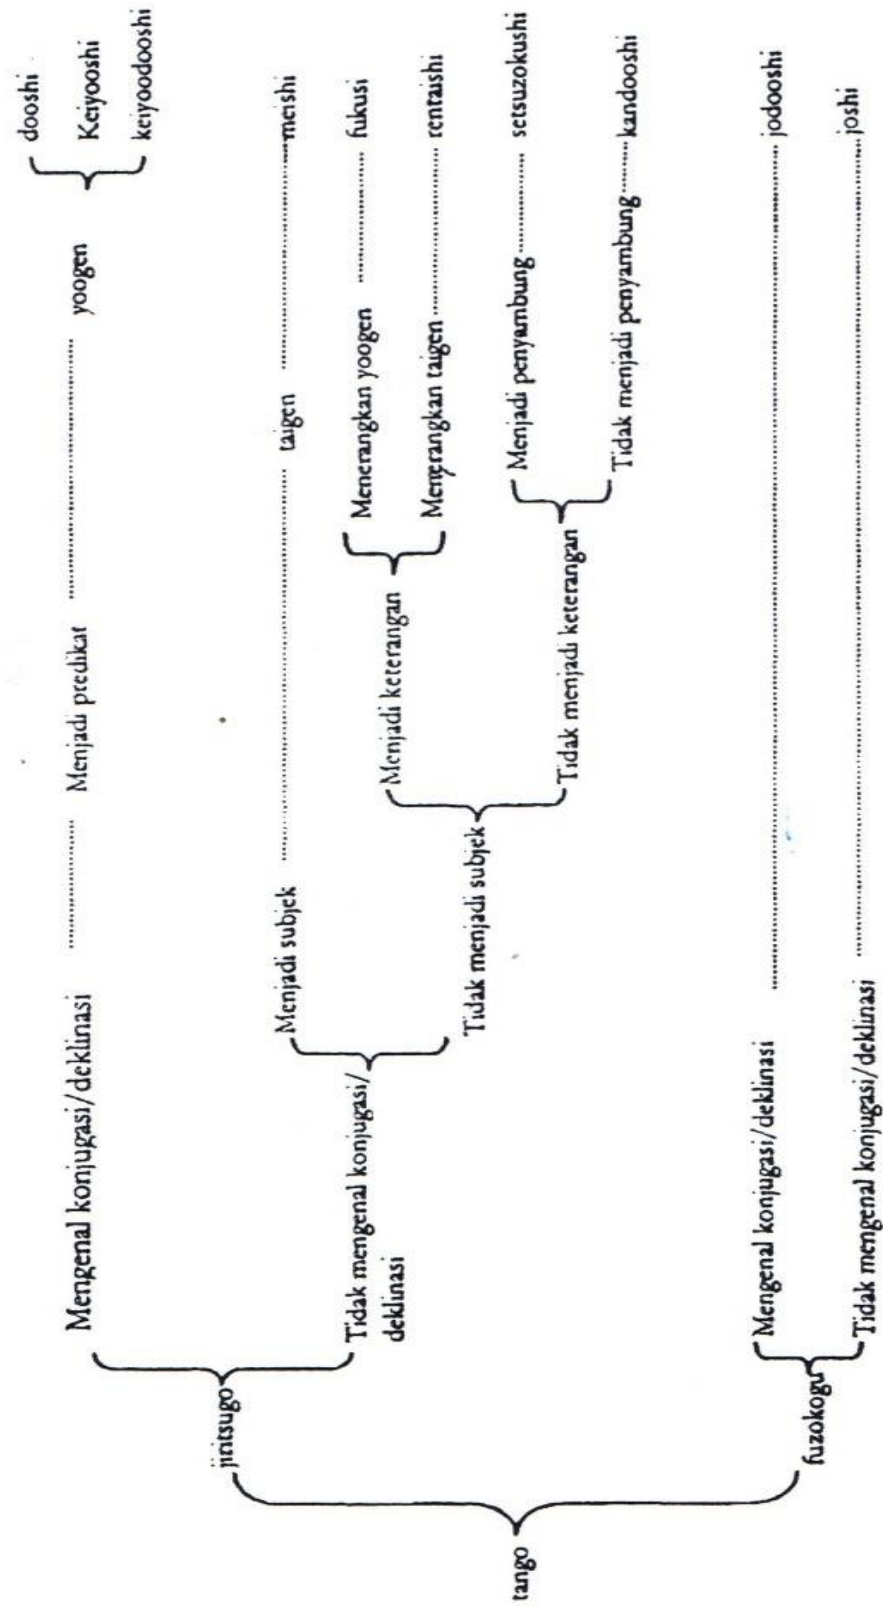 tango
jiritsugo
Mengenal konjugasi/deklinasi
Menjadi predikat
yoogen
dooshi
Keiyooshi
keiyoodooshi
Tidak mengenal konjugasi/
deklinasi
Menjadi subjek
taigen
meishi
Tidak menjadi subjek
Menjadi keterangan
Menerangkan yoogen
fukusi
Menerangkan taigen
rentaishi
Tidak menjadi keterangan
Menjadi penyambung
setsuzokushi
Tidak menjadi penyambung
kandooshi
fuzokogu
Mengenal konjugasi/deklinasi
jodooshi
Tidak mengenal konjugasi/deklinasi
joshi